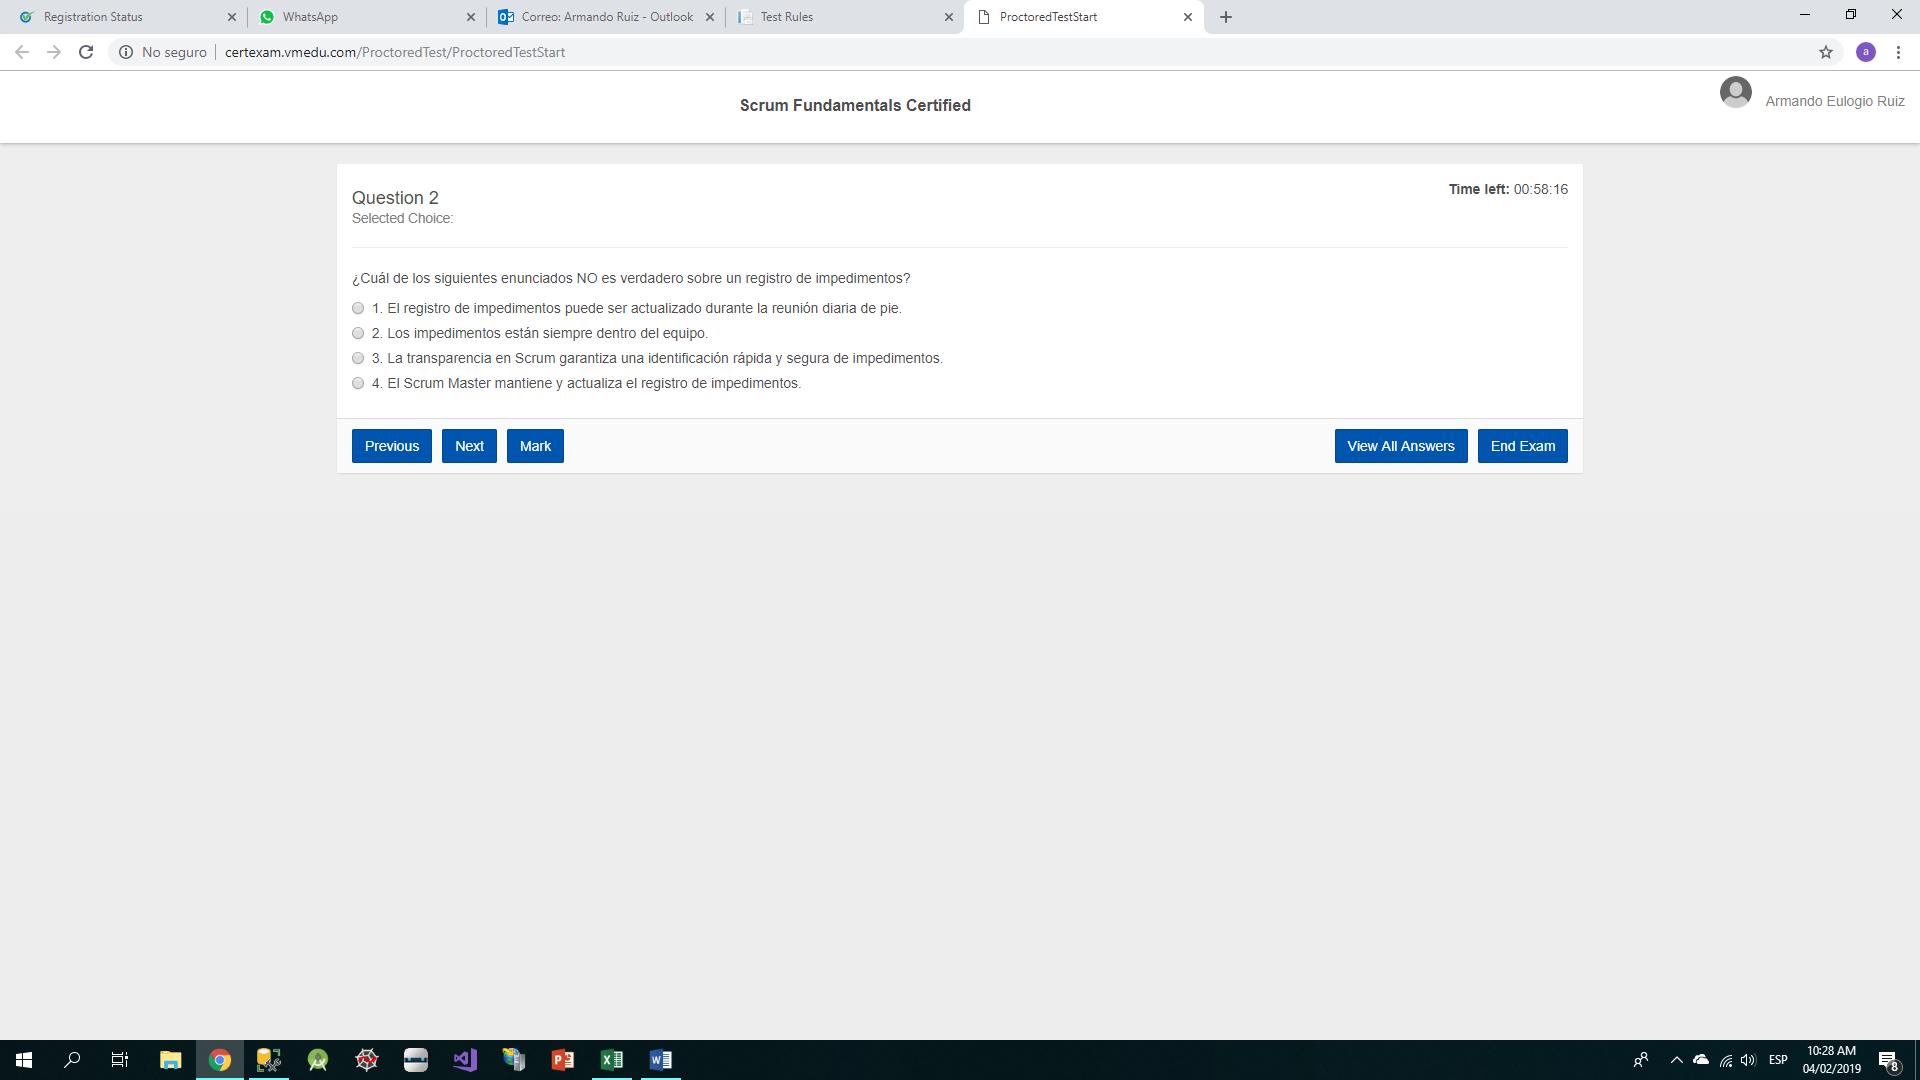 Registration Status
WhatsApp
Correo: Armando Ruiz - Outlook
Test Rules
ProctoredTestStart
No seguro
certexam.vmedu.com/ProctoredTest/ProctoredTestStart
a
Scrum Fundamentals Certified
Armando Eulogio Ruiz
Question 2
Time left: 00:58:16
Selected Choice:
¿Cuál de los siguientes enunciados NO es verdadero sobre un registro de impedimentos?
1. El registro de impedimentos puede ser actualizado durante la reunión diaria de pie.
2. Los impedimentos están siempre dentro del equipo.
3. La transparencia en Scrum garantiza una identificación rápida y segura de impedimentos.
4. El Scrum Master mantiene y actualiza el registro de impedimentos.
Previous
Next
Mark
View All Answers
End Exam
ESP
10:28 AM
04/02/2019
8